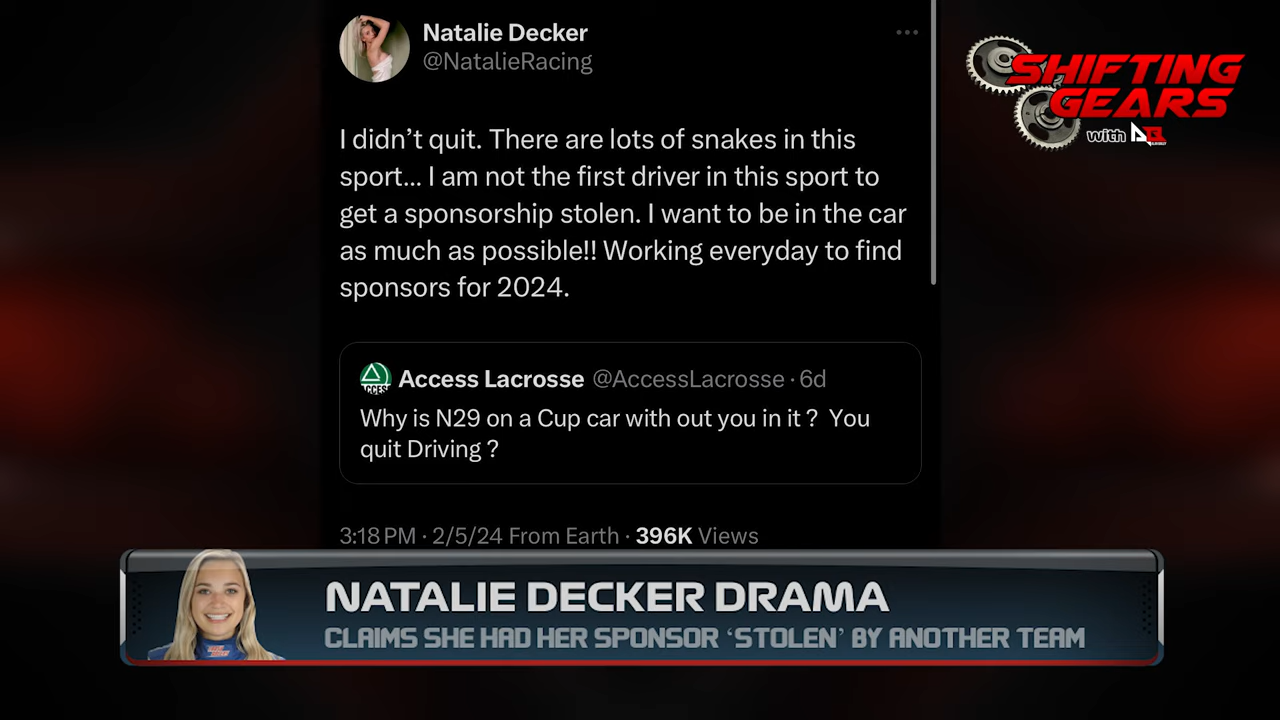 Natalie Decker
@NatalieRacing
SHIFTING
GEARS
with
I didn’t quit. There are lots of snakes in this
sport... I am not the first driver in this sport to
get a sponsorship stolen. I want to be in the car
as much as possible!! Working everyday to find
sponsors for 2024.
ACCESS
Access Lacrosse @AccessLacrosse · 6d
Why is N29 on a Cup car with out you in it ? You
quit Driving ?
3:18 PM · 2/5/24 From Earth · 396K Views
NATALIE DECKER DRAMA
CLAIMS SHE HAD HER SPONSOR ‘STOLEN’ BY ANOTHER TEAM